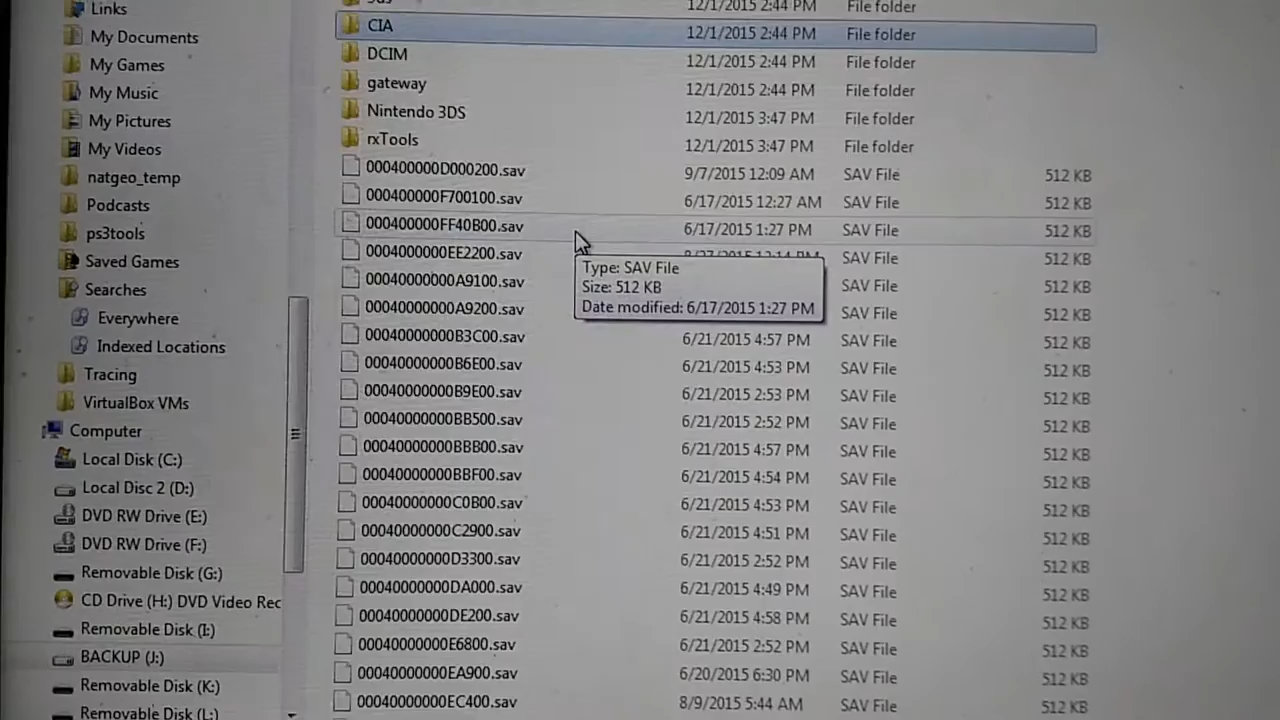 Links
My Documents
My Games
My Music
My Pictures
My Videos
natgeo_temp
Podcasts
ps3tools
Saved Games
Searches
Everywhere
Indexed Locations
Tracing
VirtualBox VMs
Computer
Local Disk (C:)
Local Disc 2 (D:)
DVD RW Drive (E:)
DVD RW Drive (F:)
Removable Disk (G:)
CD Drive (H:) DVD Video Rec
Removable Disk (I:)
BACKUP (J:)
Removable Disk (K:)
Removable Disk (L:)
3ds 12/1/2015 2:44 PM File folder
CIA 12/1/2015 2:44 PM File folder
DCIM 12/1/2015 2:44 PM File folder
gateway 12/1/2015 2:44 PM File folder
Nintendo 3DS 12/1/2015 3:47 PM File folder
rxTools 12/1/2015 3:47 PM File folder
000400000D000200.sav 9/7/2015 12:09 AM SAV File 512 KB
000400000F700100.sav 6/17/2015 12:27 AM SAV File 512 KB
000400000FF40B00.sav 6/17/2015 1:27 PM SAV File 512 KB
0004000000EE2200.sav SAV File 512 KB
00040000000A9100.sav SAV File 512 KB
00040000000A9200.sav SAV File 512 KB
00040000000B3C00.sav 6/21/2015 4:57 PM SAV File 512 KB
00040000000B6E00.sav 6/21/2015 4:53 PM SAV File 512 KB
00040000000B9E00.sav 6/21/2015 2:53 PM SAV File 512 KB
00040000000BB500.sav 6/21/2015 2:52 PM SAV File 512 KB
00040000000BBB00.sav 6/21/2015 4:57 PM SAV File 512 KB
00040000000BBF00.sav 6/21/2015 4:54 PM SAV File 512 KB
00040000000C0B00.sav 6/21/2015 4:53 PM SAV File 512 KB
00040000000C2900.sav 6/21/2015 4:51 PM SAV File 512 KB
00040000000D3300.sav 6/21/2015 2:52 PM SAV File 512 KB
00040000000DA000.sav 6/21/2015 4:49 PM SAV File 512 KB
00040000000DE200.sav 6/21/2015 4:58 PM SAV File 512 KB
00040000000E6800.sav 6/21/2015 2:52 PM SAV File 512 KB
00040000000EA900.sav 6/20/2015 6:30 PM SAV File 512 KB
00040000000EC400.sav 8/9/2015 5:44 AM SAV File 512 KB
Type: SAV File
Size: 512 KB
Date modified: 6/17/2015 1:27 PM